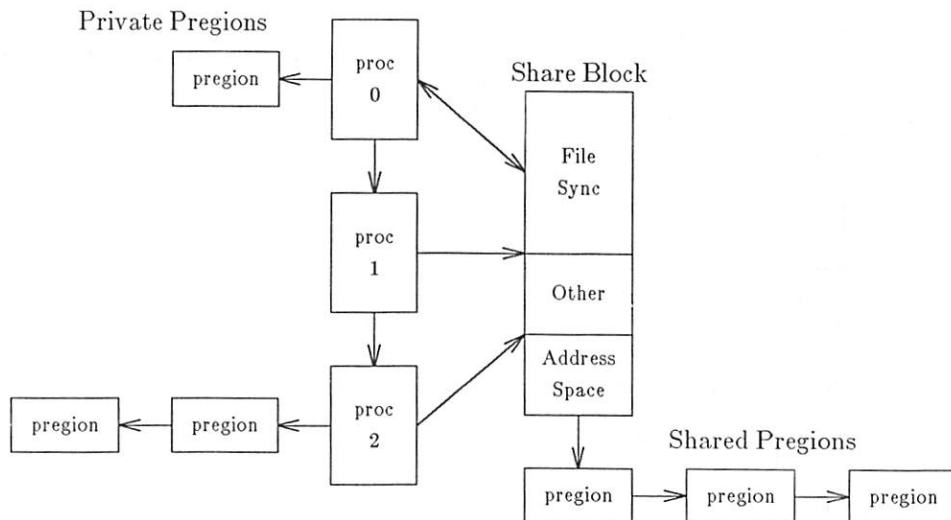 Private Pregions
pregion
proc
0
Share Block
File
Sync
proc
1
Other
Address
Space
proc
2
pregion
pregion
Shared Pregions
pregion
pregion
pregion